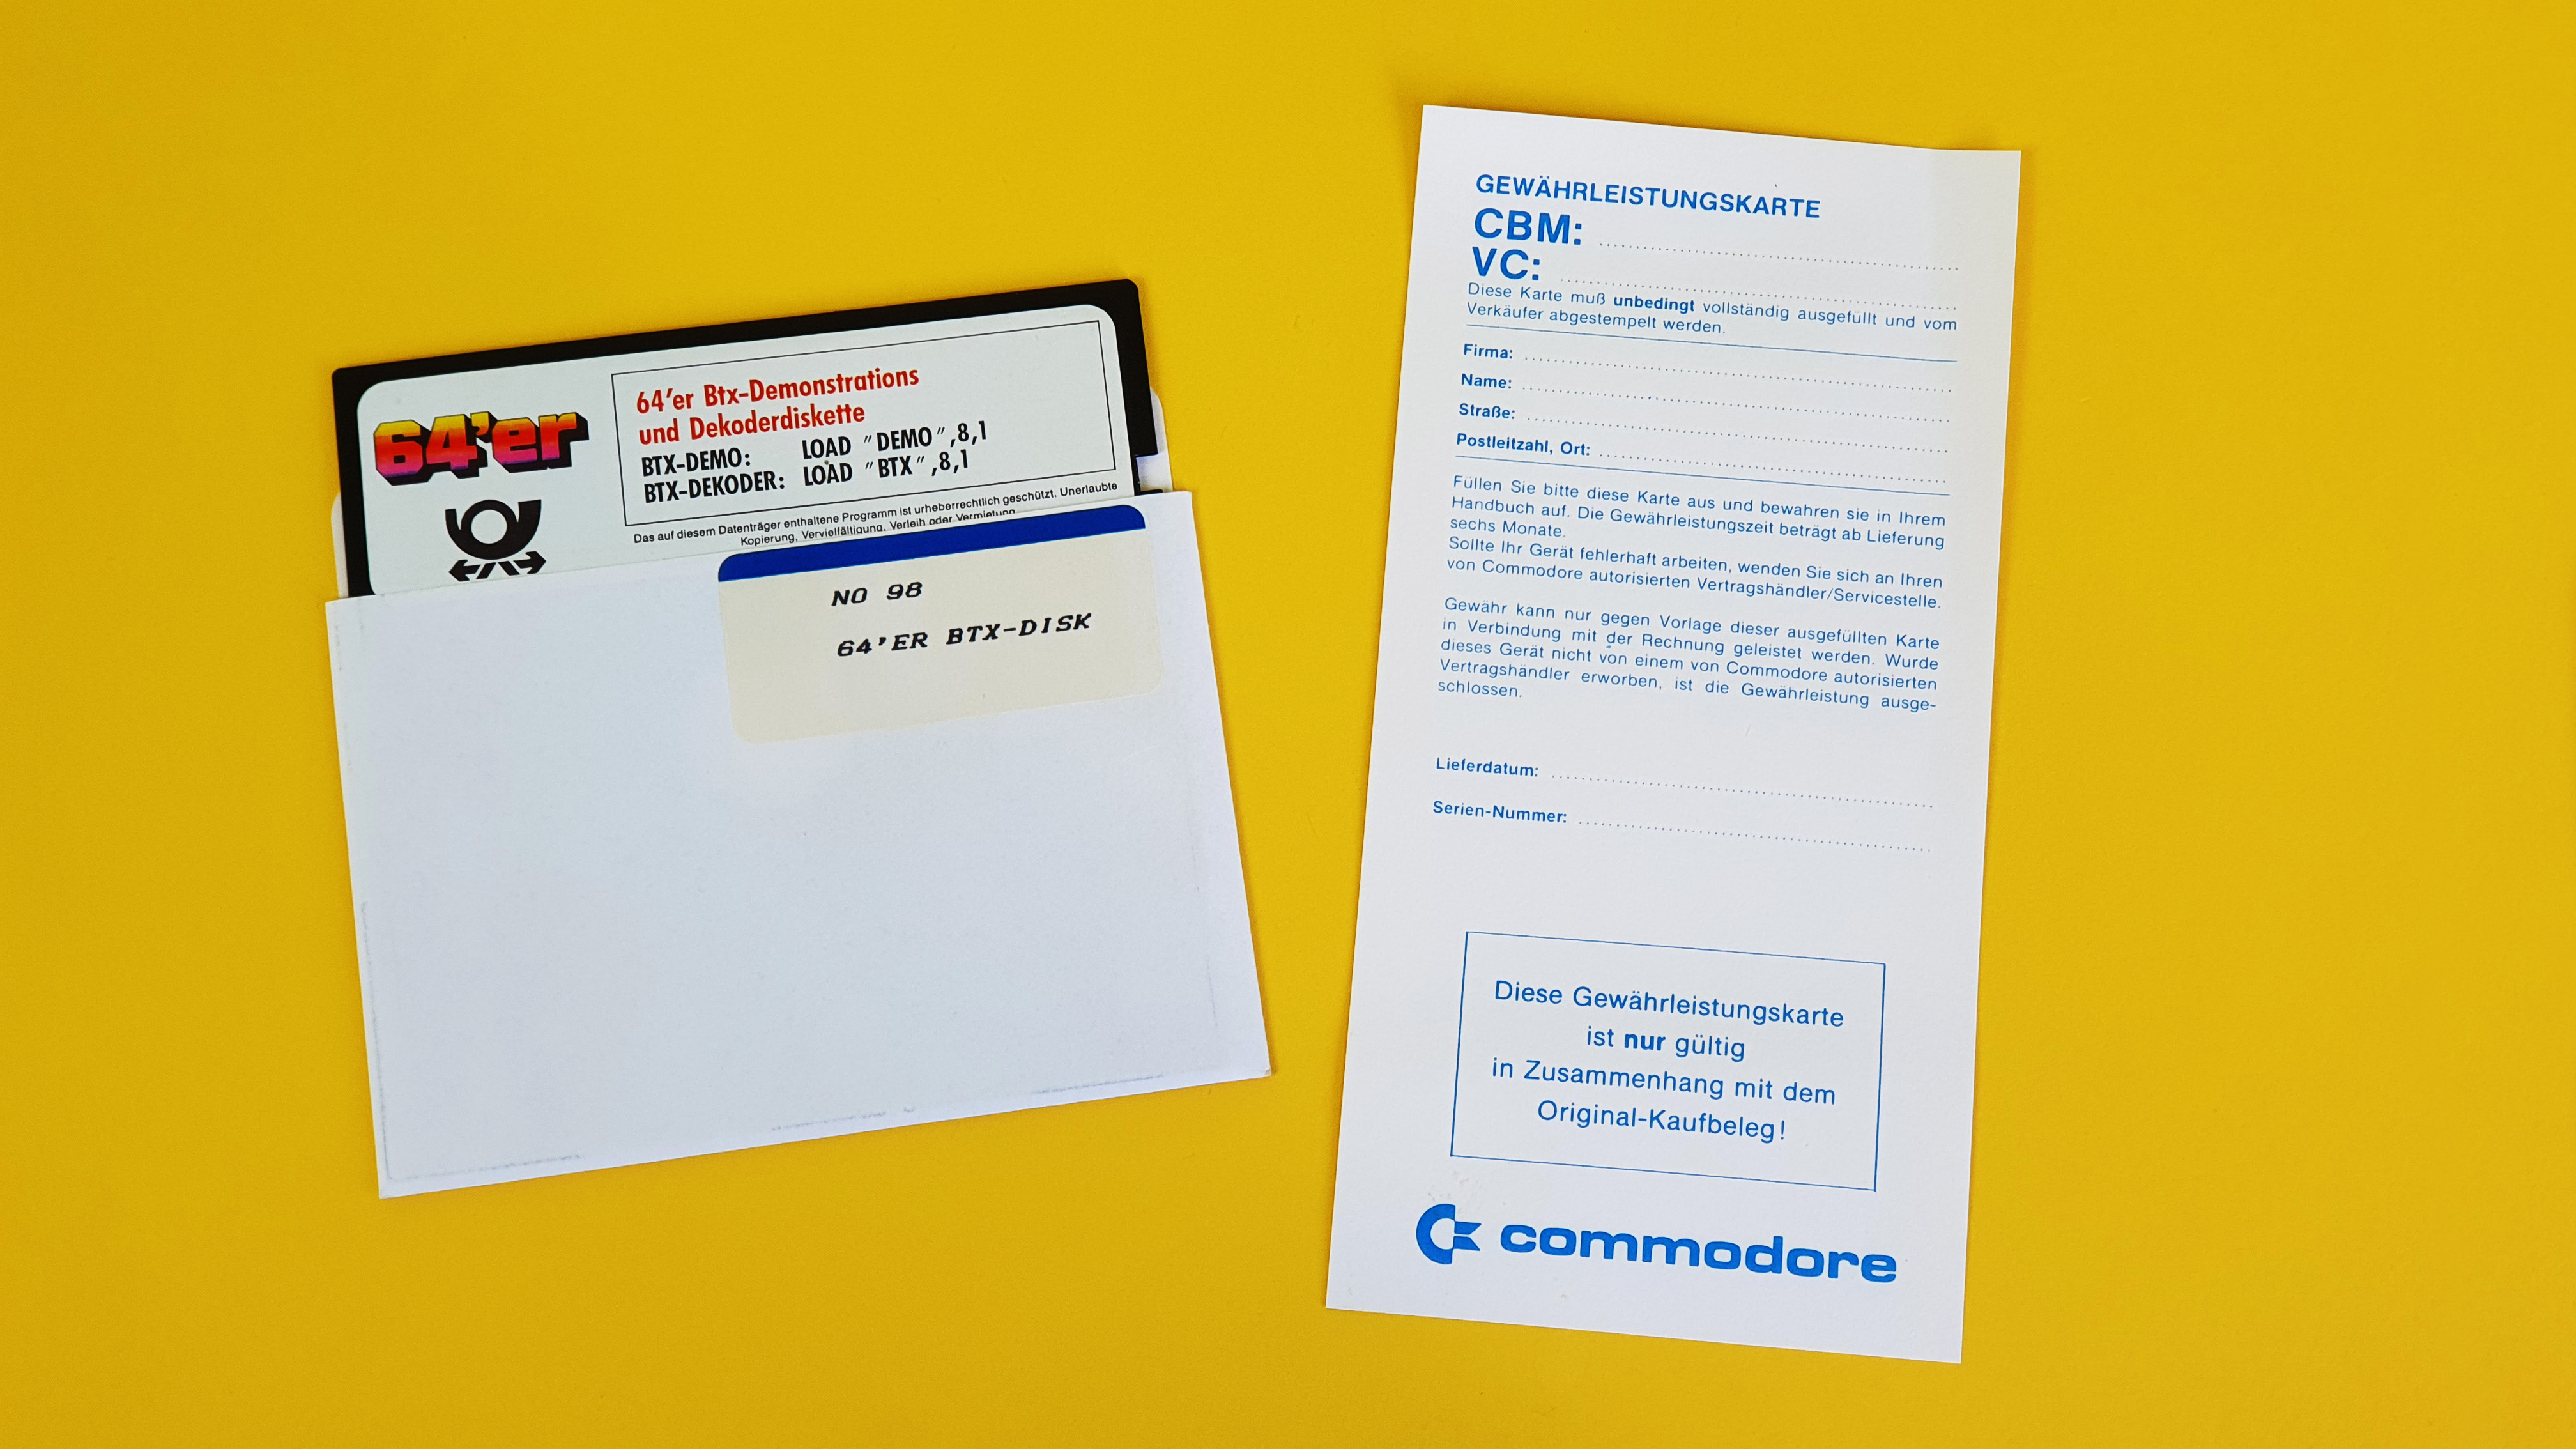 64'er
64'er Btx-Demonstrations
und Dekoderdiskette
BTX-DEMO: LOAD "DEMO",8,1
BTX-DEKODER: LOAD "BTX",8,1
Das auf diesem Datenträger enthaltene Programm ist urheberrechtlich geschützt. Unerlaubte
Kopierung, Vervielfältigung, Verleih oder Vermietung
NO 98
64'ER BTX-DISK
GEWÄHRLEISTUNGSKARTE
CBM:
VC:
Diese Karte muß unbedingt vollständig ausgefüllt und vom
Verkäufer abgestempelt werden.
Firma:
Name:
Straße:
Postleitzahl, Ort:
Füllen Sie bitte diese Karte aus und bewahren sie in Ihrem
Handbuch auf. Die Gewährleistungszeit beträgt ab Lieferung
sechs Monate.
Sollte Ihr Gerät fehlerhaft arbeiten, wenden Sie sich an Ihren
von Commodore autorisierten Vertragshändler/Servicestelle.
Gewähr kann nur gegen Vorlage dieser ausgefüllten Karte
in Verbindung mit der Rechnung geleistet werden. Wurde
dieses Gerät nicht von einem von Commodore autorisierten
Vertragshändler erworben, ist die Gewährleistung ausge-
schlossen.
Lieferdatum:
Serien-Nummer:
Diese Gewährleistungskarte
ist nur gültig
in Zusammenhang mit dem
Original-Kaufbeleg!
commodore